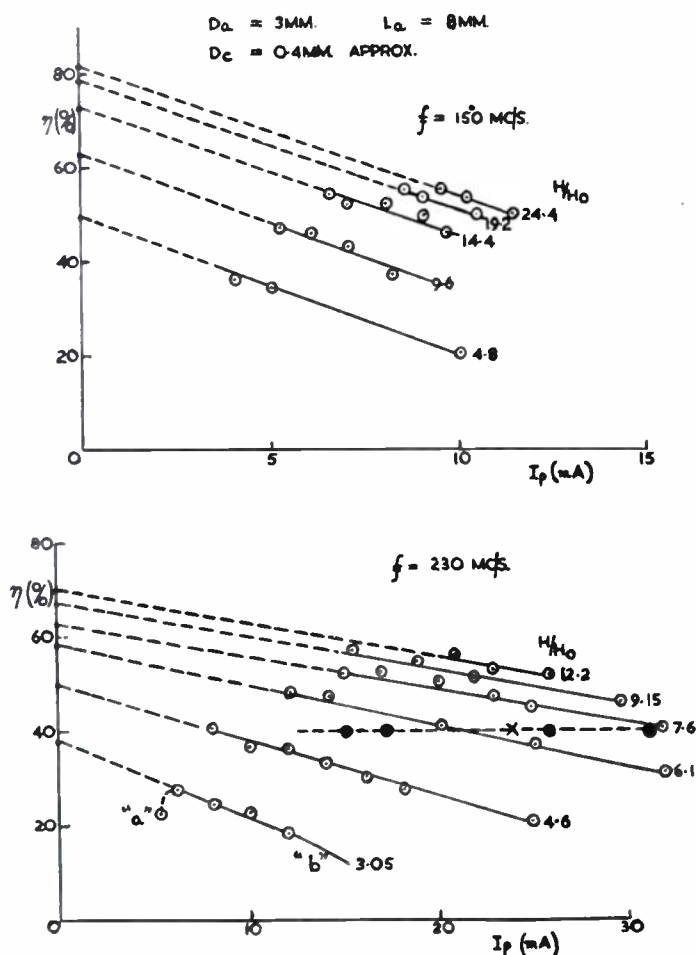 Da = 3MM. La = 8MM.
Dc = 0.4MM. APPROX.
80
η(%)
60
40
20
0
5
10
15
Ip (mA)
f = 150 MC/S.
H/H0
24.4
19.2
14.4
9.6
4.8
80
η(%)
60
40
20
0
10
20
30
Ip (mA)
f = 230 MC/S.
H/H0
12.2
9.15
7.6
6.1
4.6
"a"
"b"
3.05